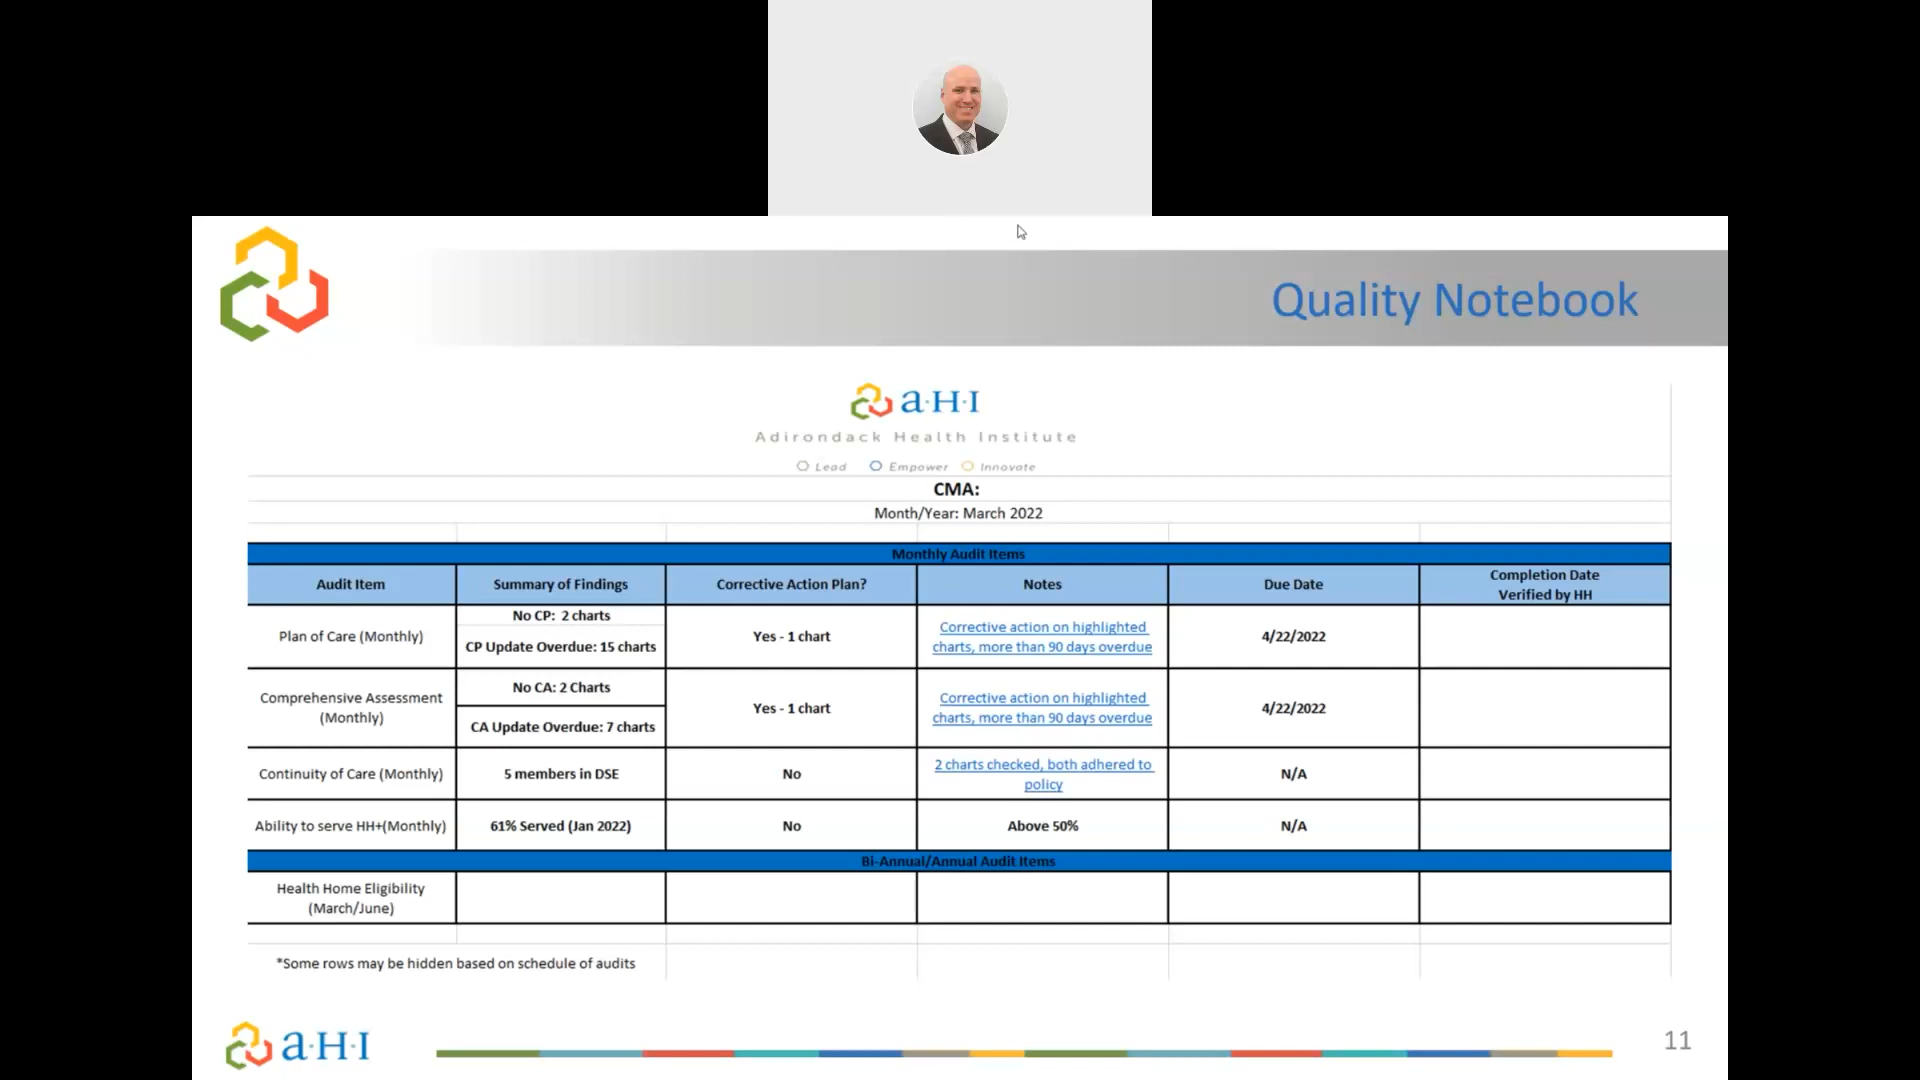 Quality Notebook
a·H·I
Adirondack Health Institute
Lead Empower Innovate
CMA:
Month/Year: March 2022
Monthly Audit Items
Audit Item
Summary of Findings
Corrective Action Plan?
Notes
Due Date
Completion Date
Verified by HH
Plan of Care (Monthly)
No CP: 2 charts
CP Update Overdue: 15 charts
Yes - 1 chart
Corrective action on highlighted
charts, more than 90 days overdue
4/22/2022
Comprehensive Assessment
(Monthly)
No CA: 2 Charts
CA Update Overdue: 7 charts
Yes - 1 chart
Corrective action on highlighted
charts, more than 90 days overdue
4/22/2022
Continuity of Care (Monthly)
5 members in DSE
No
2 charts checked, both adhered to
policy
N/A
Ability to serve HH+(Monthly)
61% Served (Jan 2022)
No
Above 50%
N/A
Bi-Annual/Annual Audit Items
Health Home Eligibility
(March/June)
*Some rows may be hidden based on schedule of audits
a·H·I
11